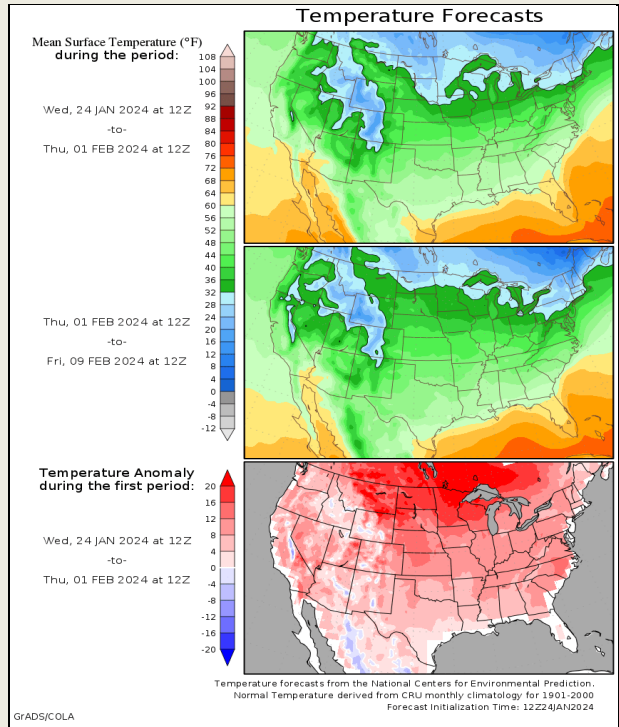 Temperature Forecasts
Mean Surface Temperature (°F)
during the period:
Wed, 24 JAN 2024 at 12Z
-to-
Thu, 01 FEB 2024 at 12Z
108
104
100
96
92
88
84
80
76
72
68
64
60
56
52
48
44
40
36
32
28
24
20
16
12
8
4
0
-4
-8
-12
Thu, 01 FEB 2024 at 12Z
-to-
Fri, 09 FEB 2024 at 12Z
Temperature Anomaly
during the first period:
Wed, 24 JAN 2024 at 12Z
-to-
Thu, 01 FEB 2024 at 12Z
20
16
12
8
4
0
-4
-8
-12
-16
-20
Temperature forecasts from the National Centers for Environmental Prediction.
Normal Temperature derived from CRU monthly climatology for 1901-2000
Forecast Initialization Time: 12Z24JAN2024
GrADS/COLA